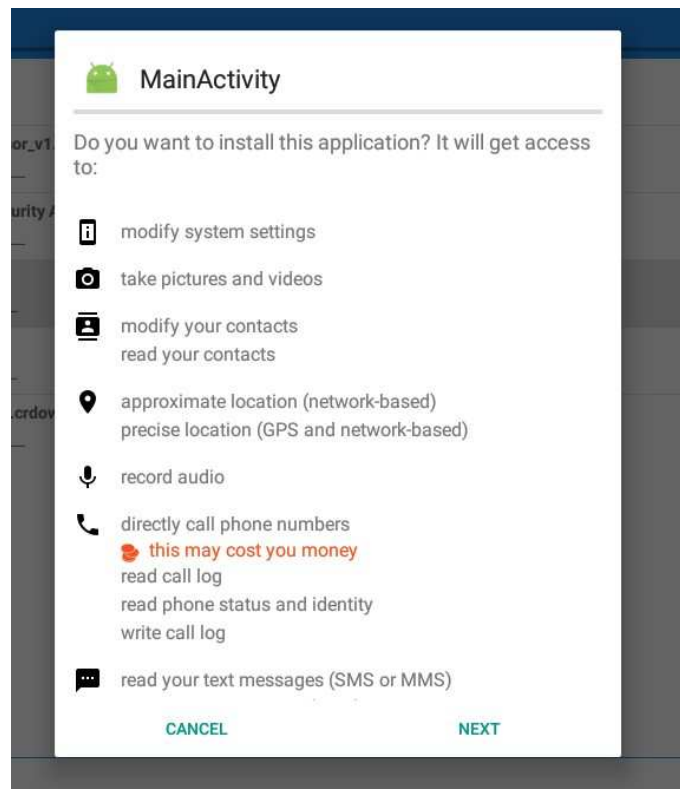 MainActivity
Do you want to install this application? It will get access
to:
or_v1.
urity A
modify system settings
take pictures and videos
modify your contacts
read your contacts
approximate location (network-based)
.crdow
precise location (GPS and network-based)
record audio
directly call phone numbers
this may cost you money
read call log
read phone status and identity
write call log
read your text messages (SMS or MMS)
CANCEL NEXT